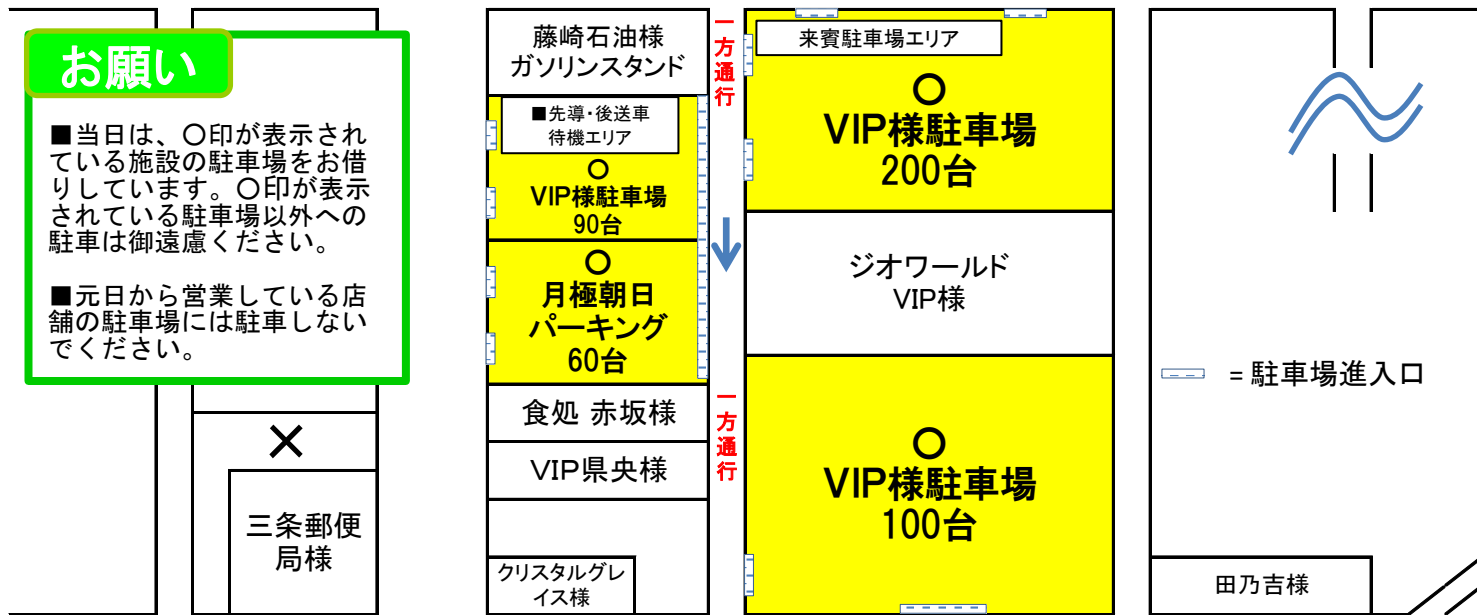 お願い
■当日は、〇印が表示され
ている施設の駐車場をお借
りしています。〇印が表示
されている駐車場以外への
駐車は御遠慮ください。
■元日から営業している店
舗の駐車場には駐車しない
でください。
×
三条郵便
局様
藤崎石油様
ガソリンスタンド
■先導・後送車
待機エリア
〇
VIP様駐車場
90台
〇
月極朝日
パーキング
60台
食処 赤坂様
VIP県央様
クリスタルグレ
イス様
一方通行
一方通行
来賓駐車場エリア
〇
VIP様駐車場
200台
ジオワールド
VIP様
〇
VIP様駐車場
100台
= 駐車場進入口
田乃吉様